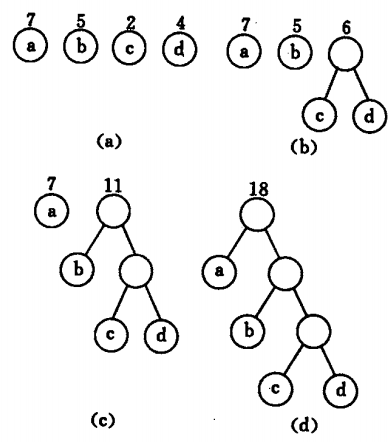 7 5 2 4 7 5 6
a b c d a b
c d
(a) (b)
7 11 18
a
b a
c d b
c d
(c) (d)